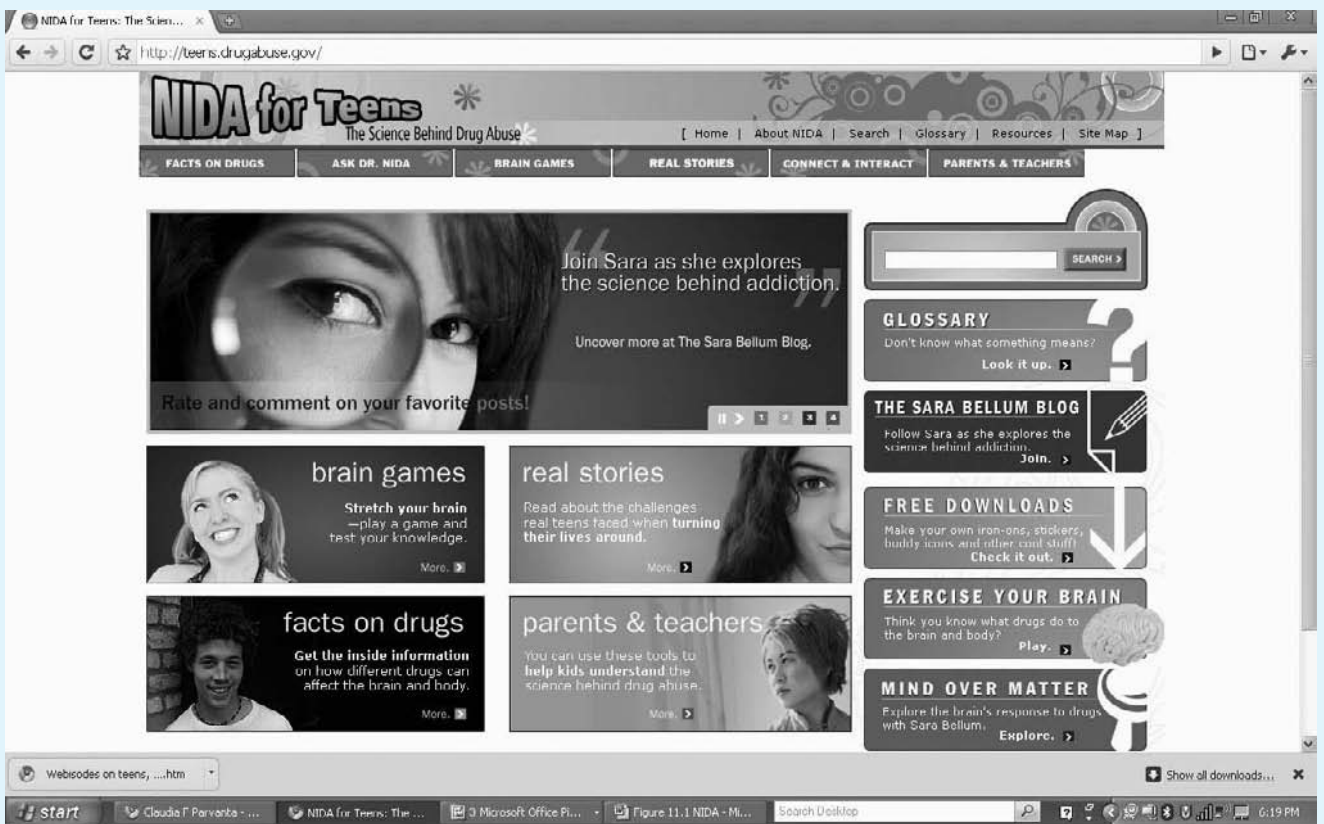 NIDA for Teens: The Scien...
http://teens.drugabuse.gov/
NIDA for Teens
The Science Behind Drug Abuse
[ Home | About NIDA | Search | Glossary | Resources | Site Map ]
FACTS ON DRUGS
ASK DR. NIDA
BRAIN GAMES
REAL STORIES
CONNECT & INTERACT
PARENTS & TEACHERS
“ Join Sara as she explores
the science behind addiction. ”
Uncover more at The Sara Bellum Blog.
Rate and comment on your favorite posts!
1 2 3 4
brain games
Stretch your brain
—play a game and
test your knowledge.
More.
real stories
Read about the challenges
real teens faced when turning
their lives around.
More.
facts on drugs
Get the inside information
on how different drugs can
affect the brain and body.
More.
parents & teachers
You can use these tools to
help kids understand the
science behind drug abuse.
More.
SEARCH
GLOSSARY
Don't know what something means?
Look it up.
?
THE SARA BELLUM BLOG
Follow Sara as she explores the
science behind addiction.
Join.
FREE DOWNLOADS
Make your own iron-ons, stickers,
buddy icons and other cool stuff!
Check it out.
EXERCISE YOUR BRAIN
Think you know what drugs do to
the brain and body?
Play.
MIND OVER MATTER
Explore the brain's response to drugs
with Sara Bellum.
Explore.
Webisodes on teens, ....htm
Show all downloads...
start
Claudia F Parvanta - ...
NIDA for Teens: The ...
3 Microsoft Office Pi...
Figure 11.1 NIDA - Mi...
Search Desktop
6:19 PM